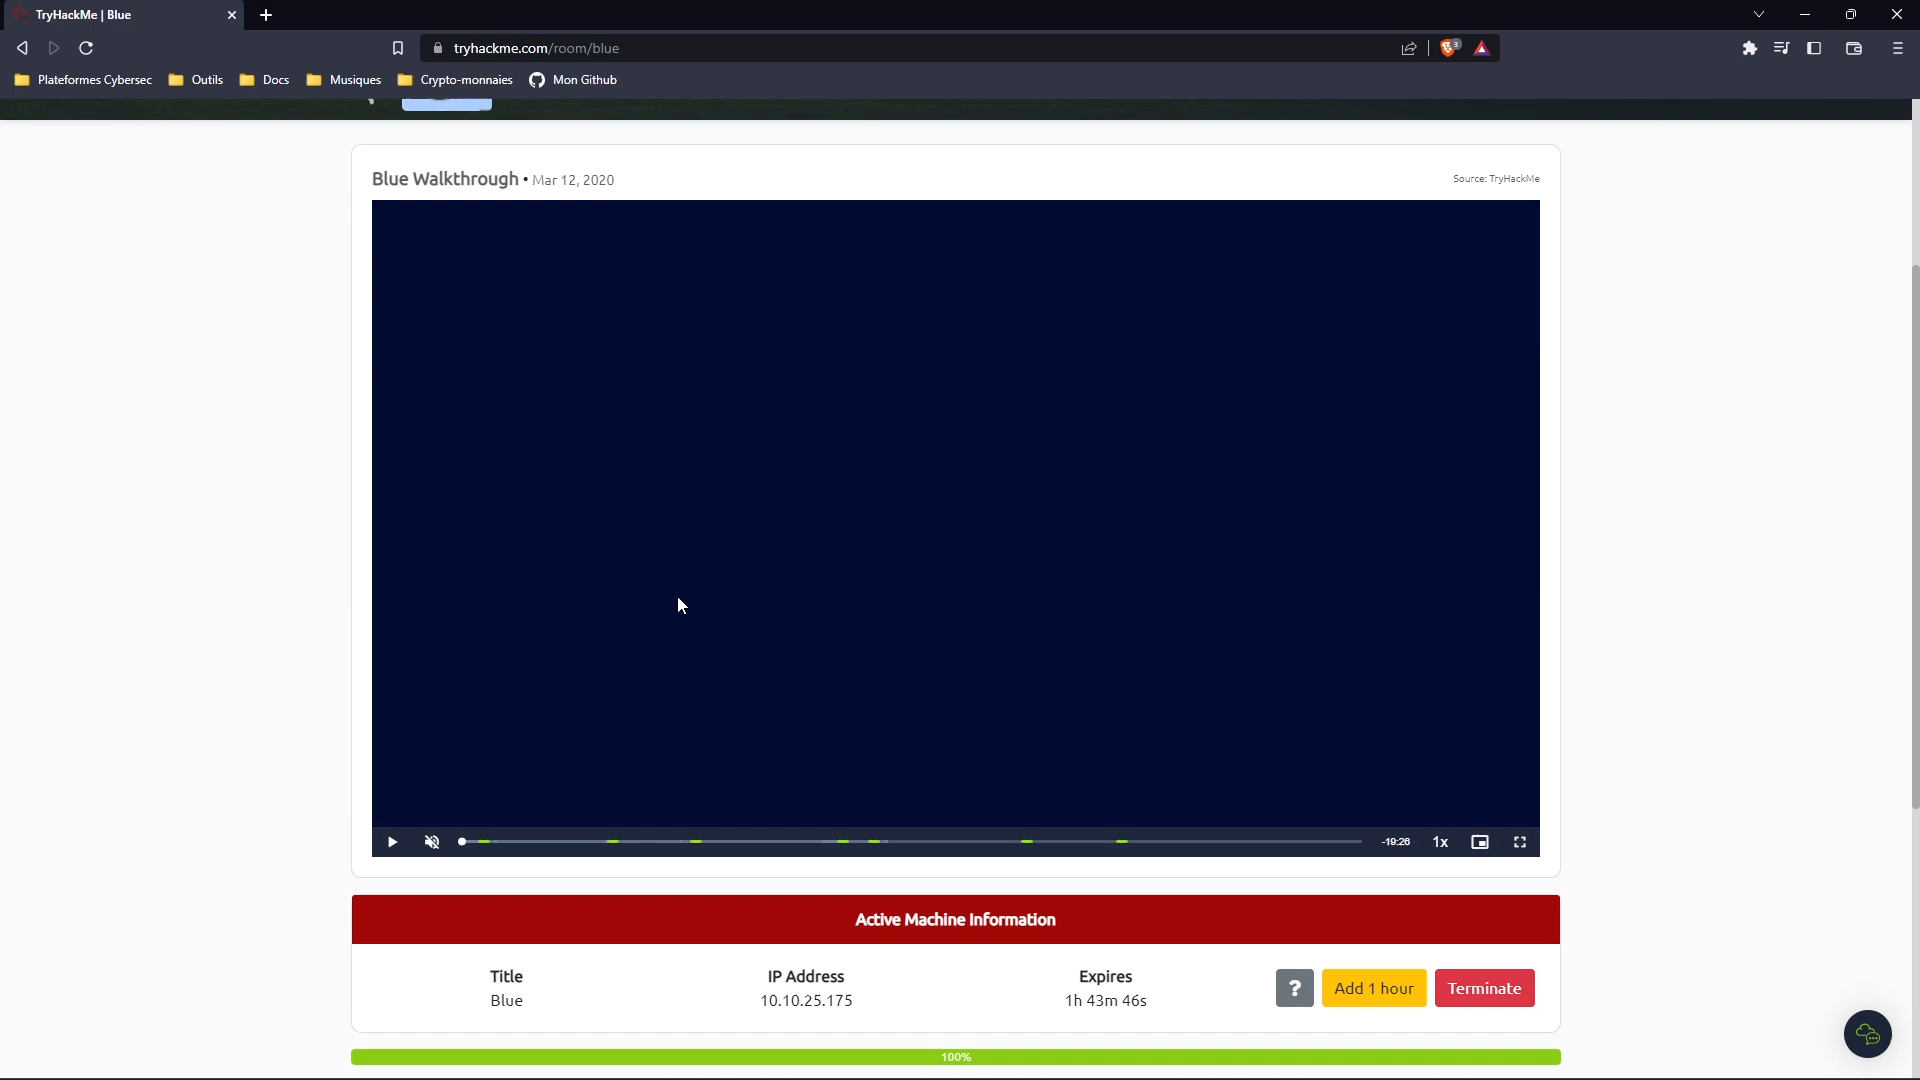 TryHackMe | Blue
tryhackme.com/room/blue
3
Plateformes Cybersec Outils Docs Musiques Crypto-monnaies Mon Github
Blue Walkthrough • Mar 12, 2020
Source: TryHackMe
-19:26 1x
Active Machine Information
Title IP Address Expires
Blue 10.10.25.175 1h 43m 46s
? Add 1 hour Terminate
100%